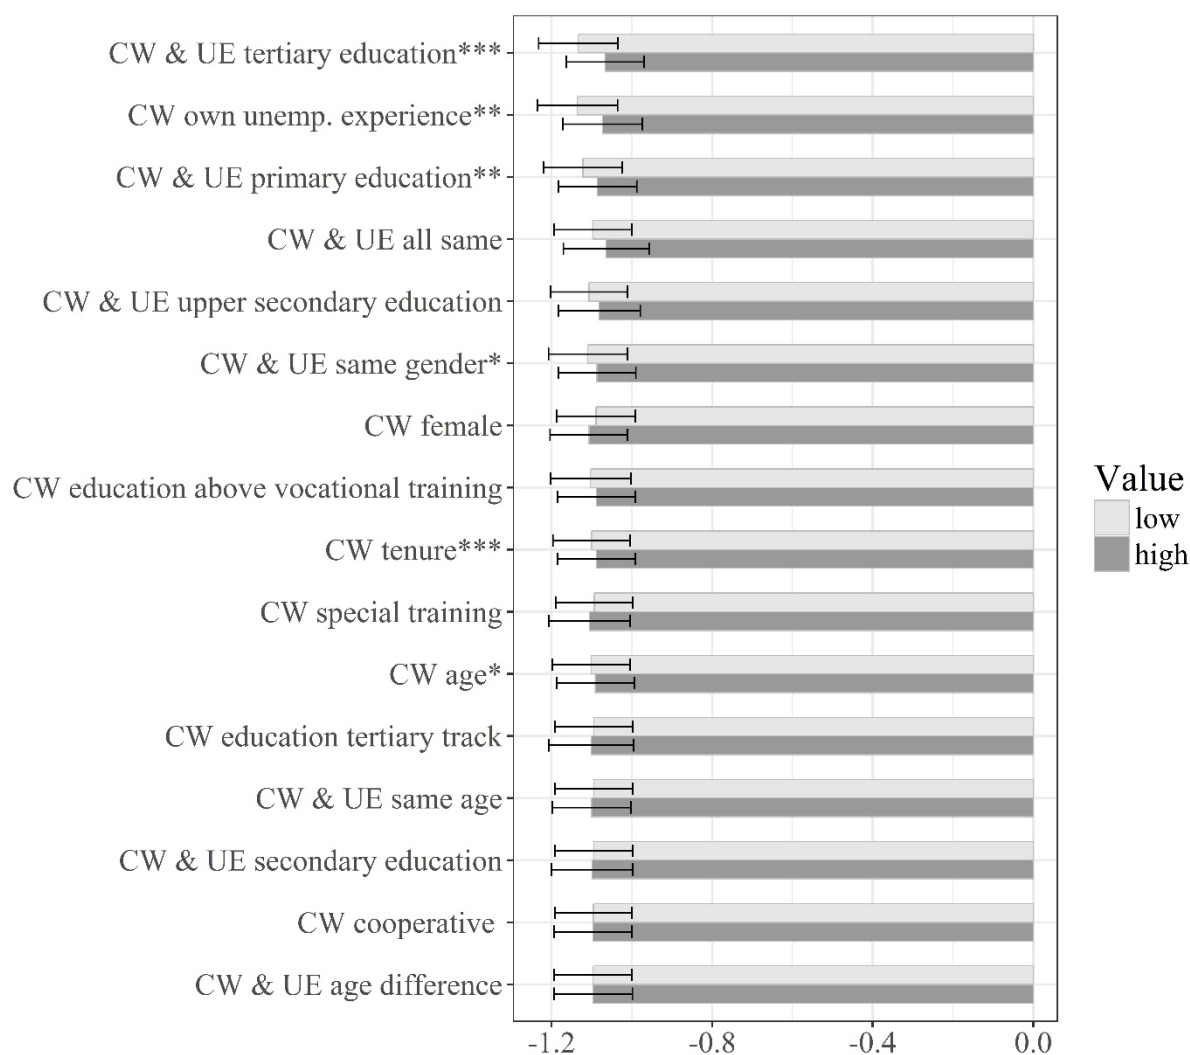 CW & UE tertiary education***
CW own unemp. experience**
CW & UE primary education**
CW & UE all same
CW & UE upper secondary education
CW & UE same gender*
CW female
CW education above vocational training
CW tenure***
CW special training
CW age*
CW education tertiary track
CW & UE same age
CW & UE secondary education
CW cooperative
CW & UE age difference
-1.2 -0.8 -0.4 0.0
Value
low
high